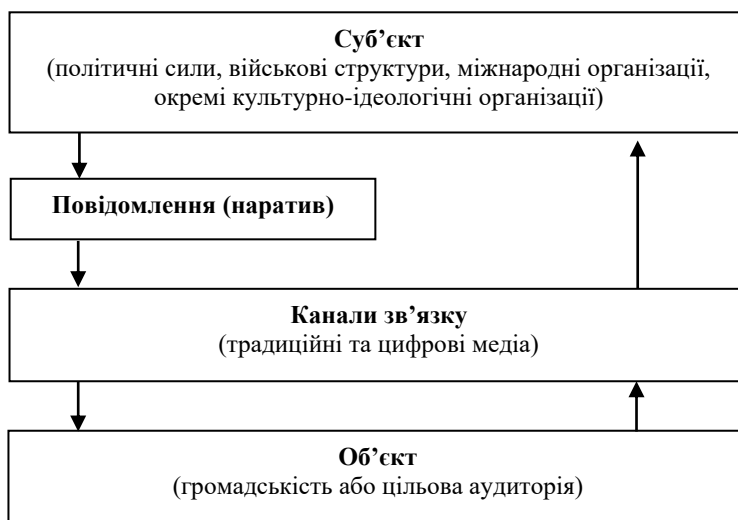 Суб’єкт
(політичні сили, військові структури, міжнародні організації,
окремі культурно-ідеологічні організації)
Повідомлення (наратив)
Канали зв’язку
(традиційні та цифрові медіа)
Об’єкт
(громадськість або цільова аудиторія)